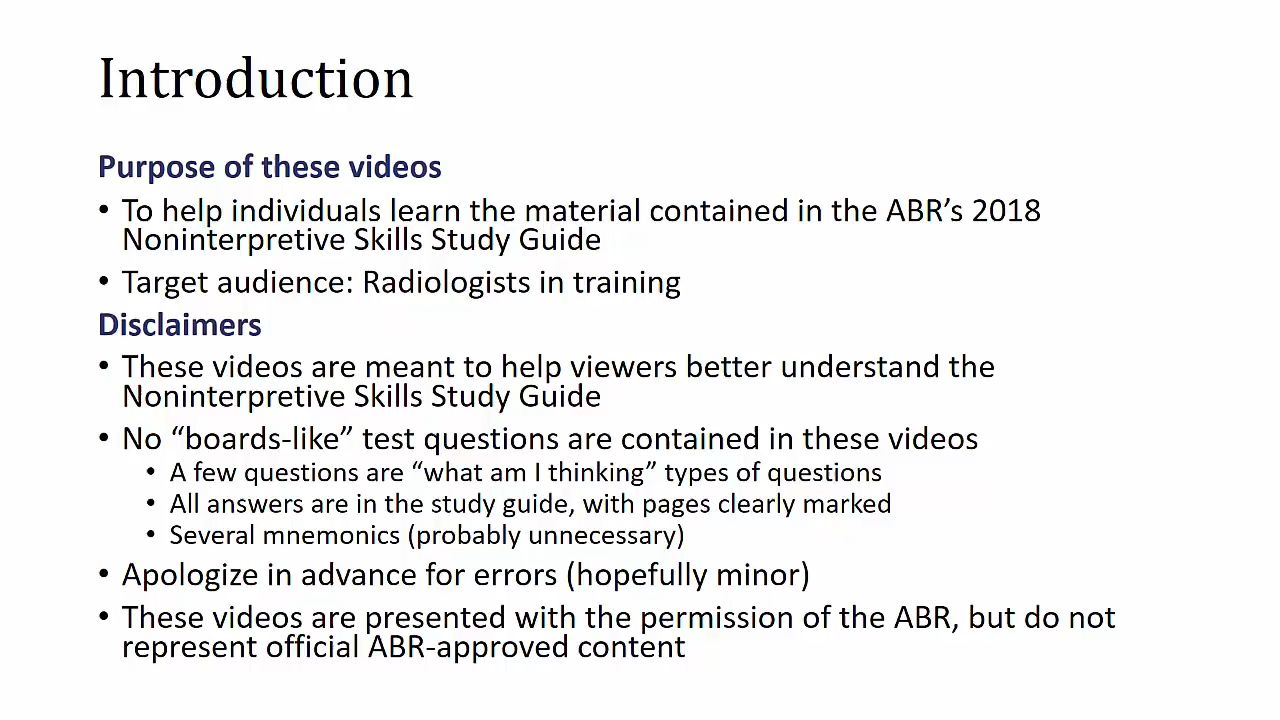 Introduction
Purpose of these videos
• To help individuals learn the material contained in the ABR’s 2018
Noninterpretive Skills Study Guide
• Target audience: Radiologists in training
Disclaimers
• These videos are meant to help viewers better understand the
Noninterpretive Skills Study Guide
• No “boards-like” test questions are contained in these videos
• A few questions are “what am I thinking” types of questions
• All answers are in the study guide, with pages clearly marked
• Several mnemonics (probably unnecessary)
• Apologize in advance for errors (hopefully minor)
• These videos are presented with the permission of the ABR, but do not
represent official ABR-approved content